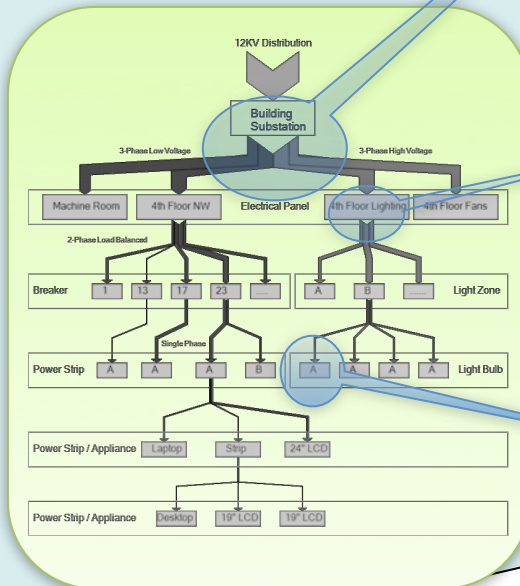 12KV Distribution
Building
Substation
3-Phase Low Voltage
3-Phase High Voltage
Machine Room
4th Floor NW
Electrical Panel
4th Floor Lighting
4th Floor Fans
2-Phase Load Balanced
Breaker
1
13
17
23
.....
A
B
.......
Light Zone
Single Phase
Power Strip
A
A
A
B
A
A
A
A
Light Bulb
Power Strip / Appliance
Laptop
Strip
24" LCD
Power Strip / Appliance
Desktop
19" LCD
19" LCD